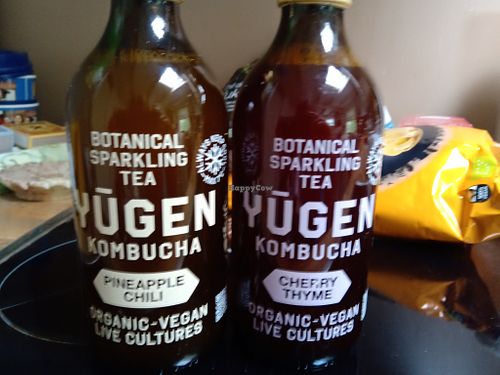 BOTANICAL
SPARKLING
TEA
YŪGEN
KOMBUCHA
PINEAPPLE
CHILI
ORGANIC-VEGAN
LIVE CULTURES
BOTANICAL
SPARKLING
TEA
YŪGEN
KOMBUCHA
CHERRY
THYME
ORGANIC-VEGAN
LIVE CULTURES
HappyCow